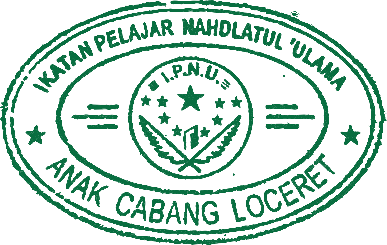 IKATAN PELAJAR NAHDLATUL 'ULAMA
I.P.N.U.
ANAK CABANG LOCERET